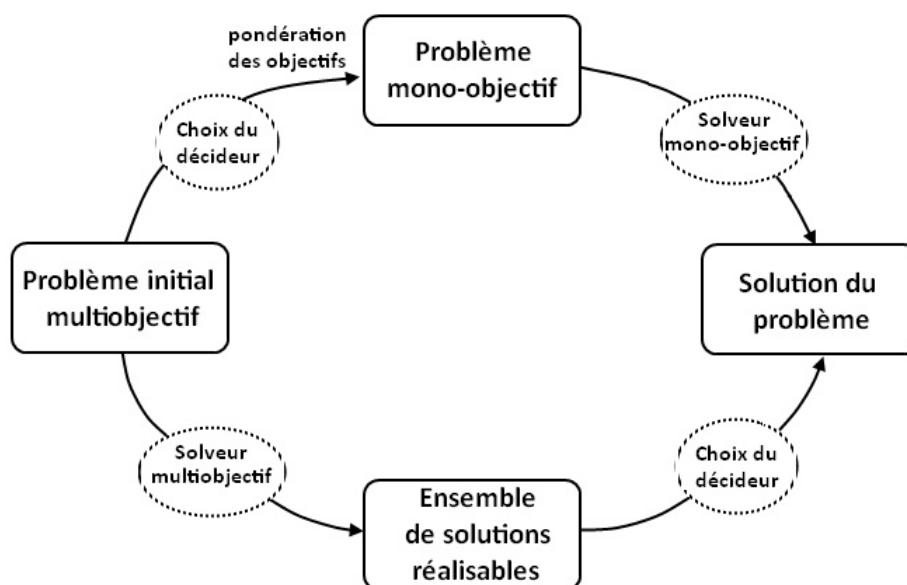 pondération
des objectifs
Problème
mono-objectif
Choix du
décideur
Solveur
mono-objectif
Problème initial
multiobjectif
Solution du
problème
Solveur
multiobjectif
Choix du
décideur
Ensemble
de solutions
réalisables